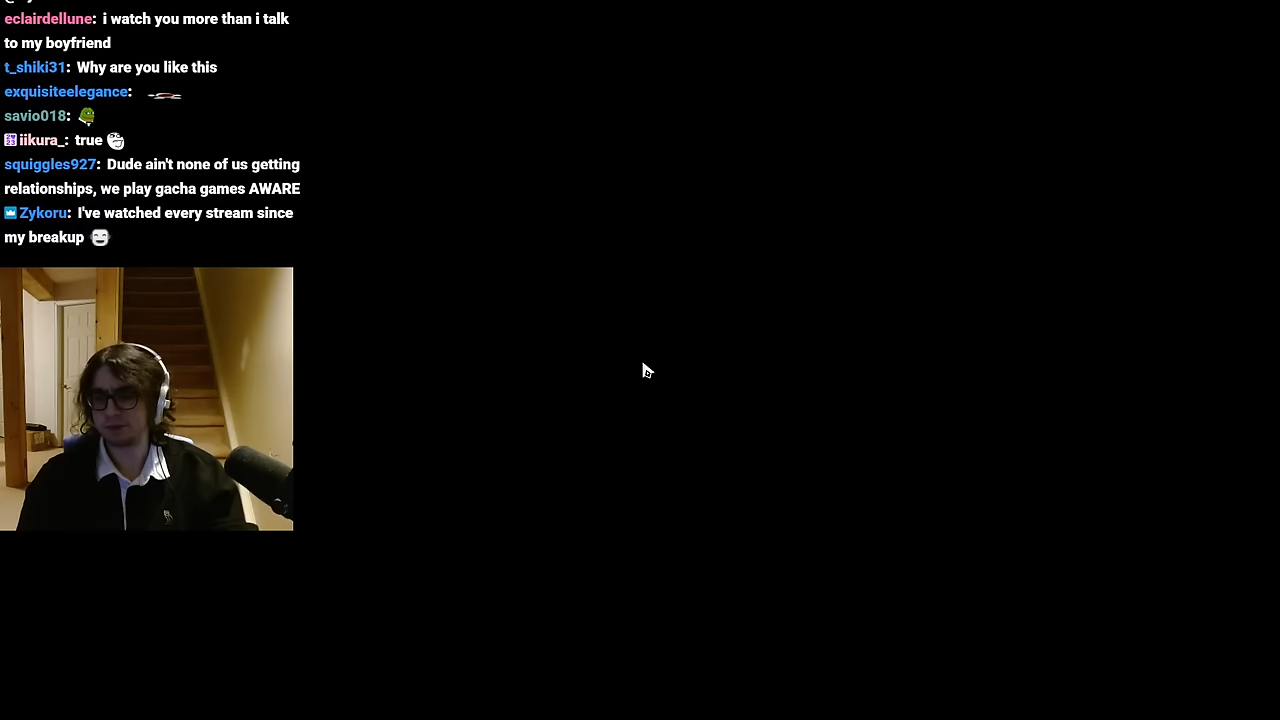 eclairdellune: i watch you more than i talk
to my boyfriend
t_shiki31: Why are you like this
exquisiteelegance:
savio018:
iikura_: true
squiggles927: Dude ain't none of us getting
relationships, we play gacha games AWARE
Zykoru: I've watched every stream since
my breakup